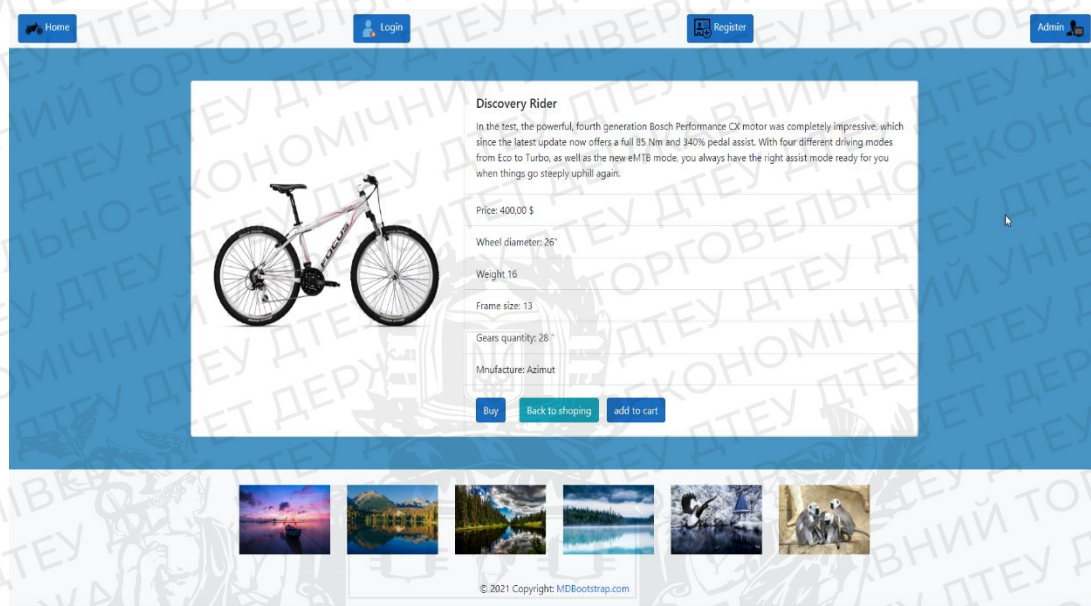 Home
Login
Register
Admin
Discovery Rider
In the test, the powerful, fourth generation Bosch Performance CX motor was completely impressive, which
since the latest update now offers a full 85 Nm and 340% pedal assist. With four different driving modes
from Eco to Turbo, as well as the new eMTB mode, you always have the right assist mode ready for you
when things go steeply uphill again.
FOCUS
Price: 400,00 $
Wheel diameter: 26"
Weight 16
Frame size: 13
Gears quantity: 28 "
Mnufacture: Azimut
Buy
Back to shoping
add to cart
© 2021 Copyright: MDBootstrap.com